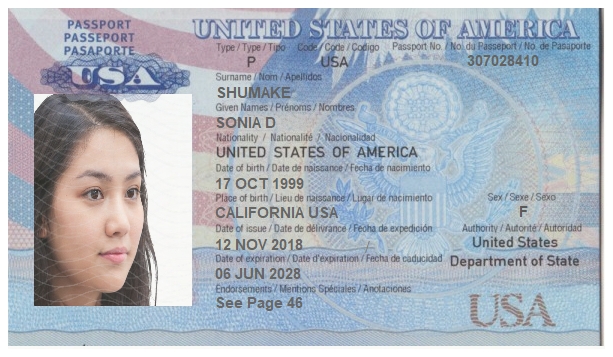 PASSPORT
PASSEPORT
PASAPORTE
USA
UNITED STATES OF AMERICA
Type / Type / Tipo Code / Code / Codigo Passport No. / No. du Passeport / No. de Pasaporte
P USA 307028410
Surname / Nom / Apellidos
SHUMAKE
Given Names / Prénoms / Nombres
SONIA D
Nationality / Nationalité / Nacionalidad
UNITED STATES OF AMERICA
Date of birth / Date de naissance / Fecha de nacimiento
17 OCT 1999
Place of birth / Lieu de naissance / Lugar de nacimiento Sex / Sexe / Sexo
CALIFORNIA USA F
Date of issue / Date de délivrance / Fecha de expedición Authority / Autorité / Autoridad
12 NOV 2018 United States
Date of expiration / Date d'expiration / Fecha de caducidad Department of State
06 JUN 2028
Endorsements / Mentions Spéciales / Anotaciones
See Page 46
USA